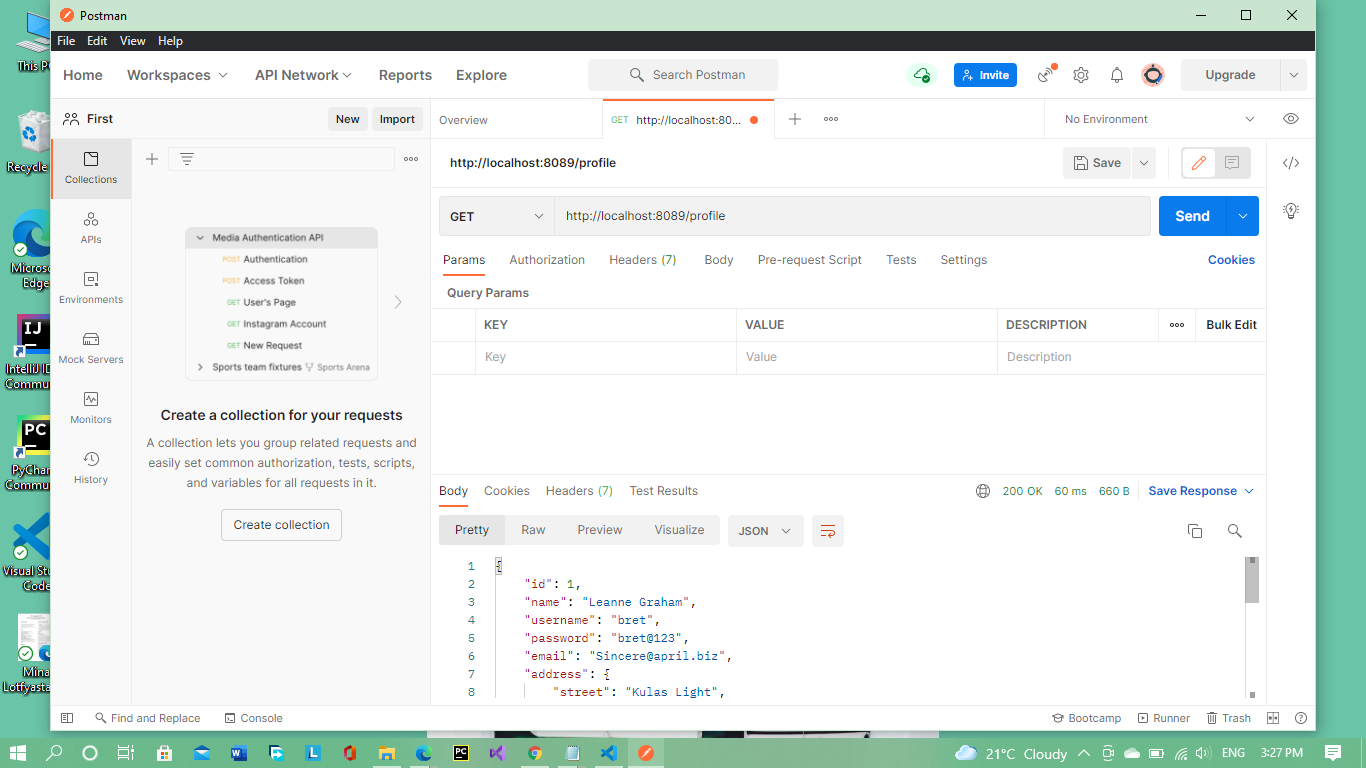 This P
Recycle
Microso
Edge
IntelliJ ID
Commu
PyChar
Commu
Visual Stu
Code
Mina
Lotfyasta
Postman
File Edit View Help
Home Workspaces API Network Reports Explore Search Postman Invite Upgrade
First New Import Overview GET http://localhost:80... No Environment
Collections
APIs
Environments
Mock Servers
Monitors
History
Media Authentication API
POST Authentication
POST Access Token
GET User's Page
GET Instagram Account
GET New Request
Sports team fixtures Sports Arena
Create a collection for your requests
A collection lets you group related requests and
easily set common authorization, tests, scripts,
and variables for all requests in it.
Create collection
http://localhost:8089/profile Save
GET http://localhost:8089/profile Send
Params Authorization Headers (7) Body Pre-request Script Tests Settings Cookies
Query Params
KEY VALUE DESCRIPTION Bulk Edit
Key Value Description
Body Cookies Headers (7) Test Results 200 OK 60 ms 660 B Save Response
Pretty Raw Preview Visualize JSON
1 {
2 "id": 1,
3 "name": "Leanne Graham",
4 "username": "bret",
5 "password": "bret@123",
6 "email": "Sincere@april.biz",
7 "address": {
8 "street": "Kulas Light",
Find and Replace Console Bootcamp Runner Trash
21°C Cloudy ENG 3:27 PM